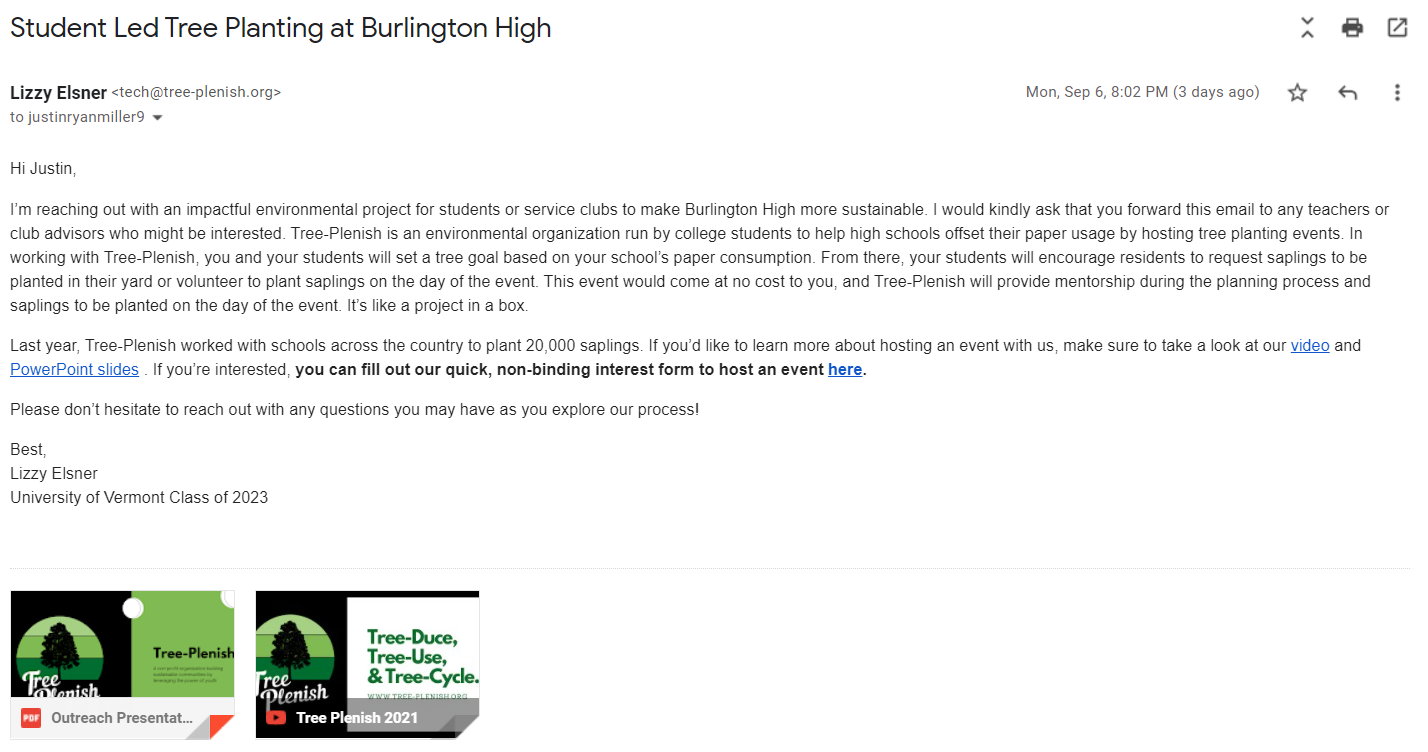 Student Led Tree Planting at Burlington High
Lizzy Elsner <tech@tree-plenish.org>
Mon, Sep 6, 8:02 PM (3 days ago)
to justinryanmiller9
Hi Justin,
I’m reaching out with an impactful environmental project for students or service clubs to make Burlington High more sustainable. I would kindly ask that you forward this email to any teachers or
club advisors who might be interested. Tree-Plenish is an environmental organization run by college students to help high schools offset their paper usage by hosting tree planting events. In
working with Tree-Plenish, you and your students will set a tree goal based on your school’s paper consumption. From there, your students will encourage residents to request saplings to be
planted in their yard or volunteer to plant saplings on the day of the event. This event would come at no cost to you, and Tree-Plenish will provide mentorship during the planning process and
saplings to be planted on the day of the event. It’s like a project in a box.
Last year, Tree-Plenish worked with schools across the country to plant 20,000 saplings. If you’d like to learn more about hosting an event with us, make sure to take a look at our video and
PowerPoint slides . If you’re interested, you can fill out our quick, non-binding interest form to host an event here.
Please don’t hesitate to reach out with any questions you may have as you explore our process!
Best,
Lizzy Elsner
University of Vermont Class of 2023
Tree-Plenish
A non profit organization building
sustainable communities by
leveraging the power of youth
Tree
Plenish
PDF
Outreach Presentat...
Tree-Duce,
Tree-Use,
& Tree-Cycle.
WWW.TREE-PLENISH.ORG
Tree
Plenish
Tree Plenish 2021